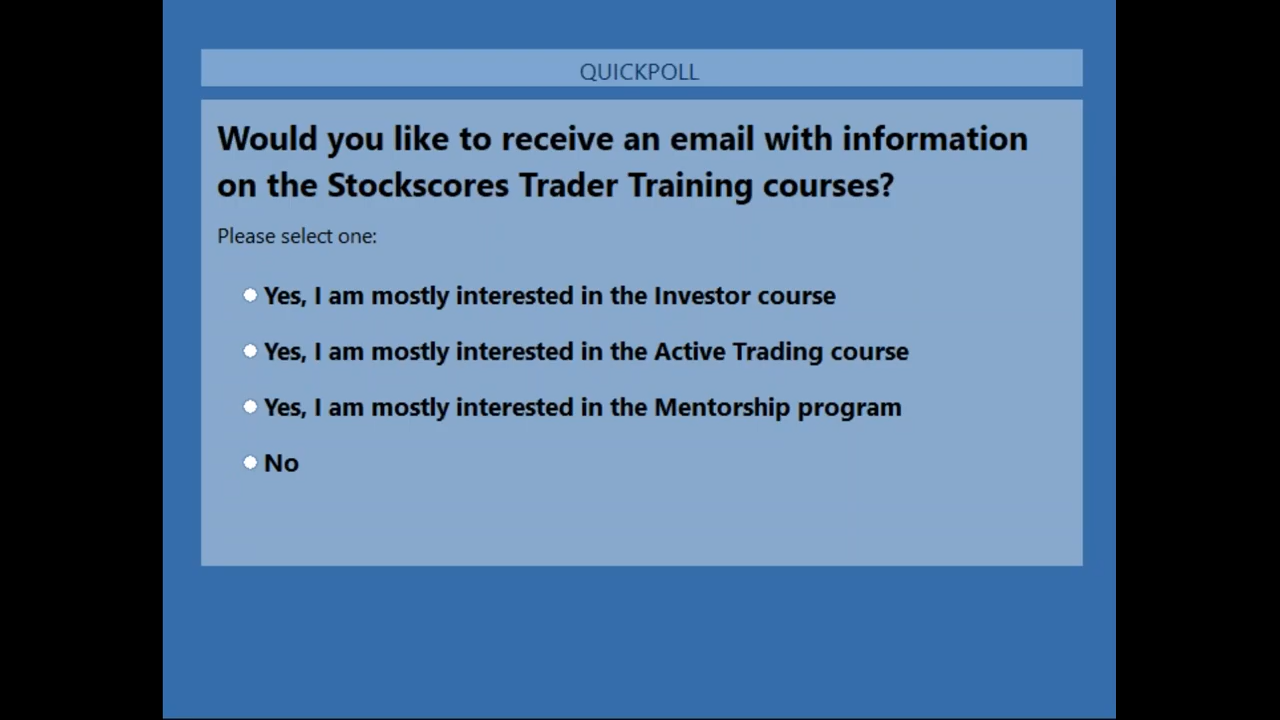 QUICKPOLL
Would you like to receive an email with information
on the Stockscores Trader Training courses?
Please select one:
Yes, I am mostly interested in the Investor course
Yes, I am mostly interested in the Active Trading course
Yes, I am mostly interested in the Mentorship program
No